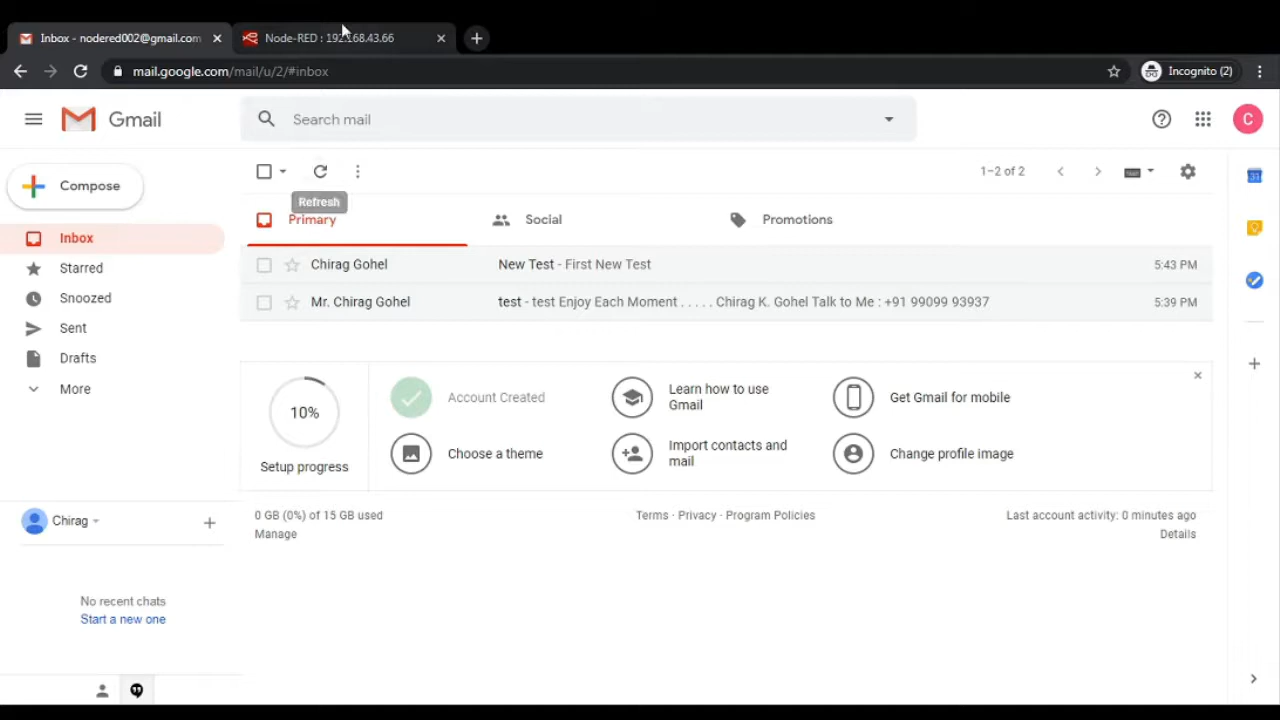 Inbox - nodered002@gmail.com
Node-RED : 192.168.43.66
mail.google.com/mail/u/2/#inbox
Incognito (2)
Gmail
Search mail
C
Compose
1–2 of 2
Refresh
Primary
Social
Promotions
Inbox
Starred
Snoozed
Sent
Drafts
More
Chirag Gohel
New Test - First New Test
5:43 PM
Mr. Chirag Gohel
test - test Enjoy Each Moment . . . . . Chirag K. Gohel Talk to Me : +91 99099 93937
5:39 PM
10%
Setup progress
Account Created
Learn how to use
Gmail
Get Gmail for mobile
Choose a theme
Import contacts and
mail
Change profile image
0 GB (0%) of 15 GB used
Manage
Terms · Privacy · Program Policies
Last account activity: 0 minutes ago
Details
Chirag
No recent chats
Start a new one
31